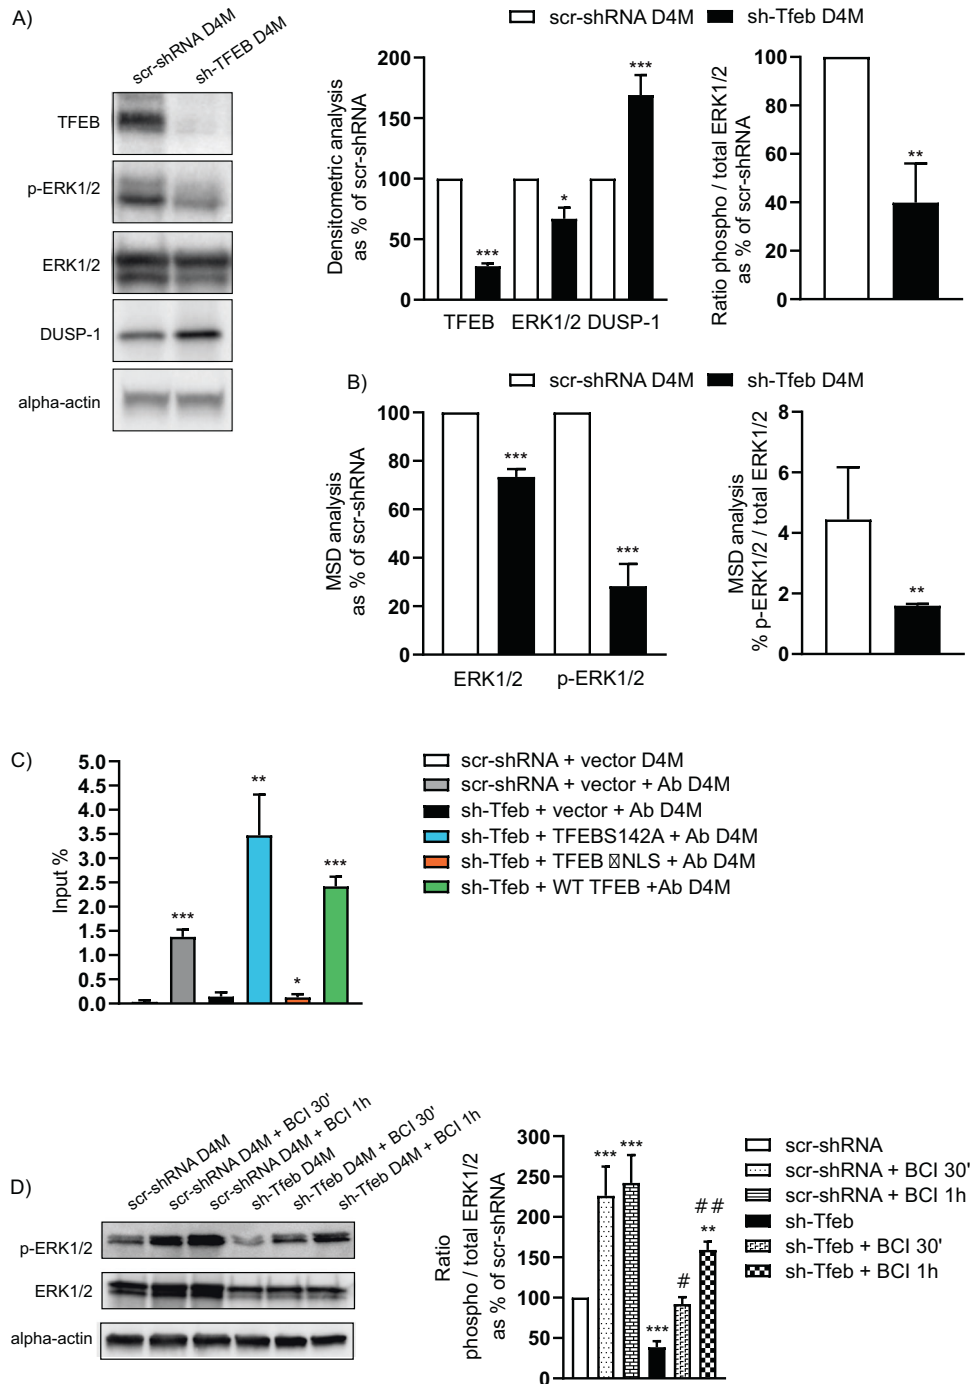 A)
scr-shRNA D4M
sh-TFEB D4M
TFEB
p-ERK1/2
ERK1/2
DUSP-1
alpha-actin
scr-shRNA D4M
sh-Tfeb D4M
Densitometric analysis
as % of scr-shRNA
200
150
100
50
0
***
*
***
TFEB
ERK1/2
DUSP-1
Ratio phospho / total ERK1/2
as % of scr-shRNA
100
80
60
40
20
0
**
B)
scr-shRNA D4M
sh-Tfeb D4M
MSD analysis
as % of scr-shRNA
100
80
60
40
20
0
***
***
ERK1/2
p-ERK1/2
MSD analysis
% p-ERK1/2 / total ERK1/2
8
6
4
2
0
**
C)
Input %
5.0
4.5
4.0
3.5
3.0
2.5
2.0
1.5
1.0
0.5
0.0
***
**
*
***
scr-shRNA + vector D4M
scr-shRNA + vector + Ab D4M
sh-Tfeb + vector + Ab D4M
sh-Tfeb + TFEBS142A + Ab D4M
sh-Tfeb + TFEB ☒NLS + Ab D4M
sh-Tfeb + WT TFEB +Ab D4M
D)
scr-shRNA D4M
scr-shRNA D4M + BCI 30'
scr-shRNA D4M + BCI 1h
sh-Tfeb D4M
sh-Tfeb D4M + BCI 30'
sh-Tfeb D4M + BCI 1h
p-ERK1/2
ERK1/2
alpha-actin
Ratio
phospho / total ERK1/2
as % of scr-shRNA
300
250
200
150
100
50
0
***
***
***
#
##
**
scr-shRNA
scr-shRNA + BCI 30'
scr-shRNA + BCI 1h
sh-Tfeb
sh-Tfeb + BCI 30'
sh-Tfeb + BCI 1h